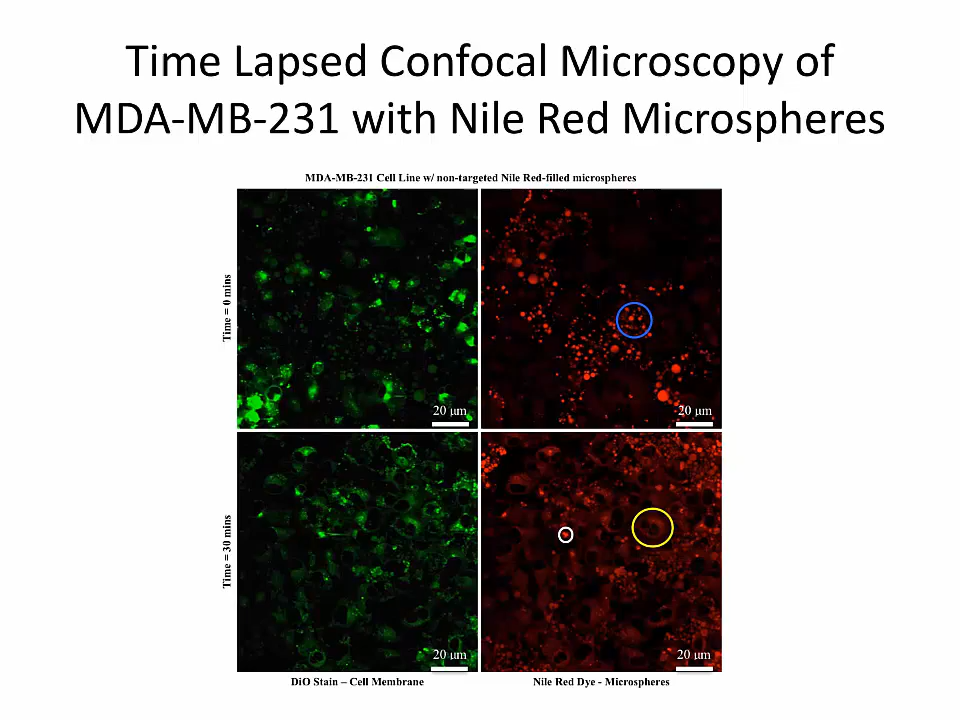 Time Lapsed Confocal Microscopy of
MDA-MB-231 with Nile Red Microspheres
MDA-MB-231 Cell Line w/ non-targeted Nile Red-filled microspheres
Time = 0 mins
20 μm
20 μm
Time = 30 mins
20 μm
20 μm
DiO Stain – Cell Membrane
Nile Red Dye - Microspheres